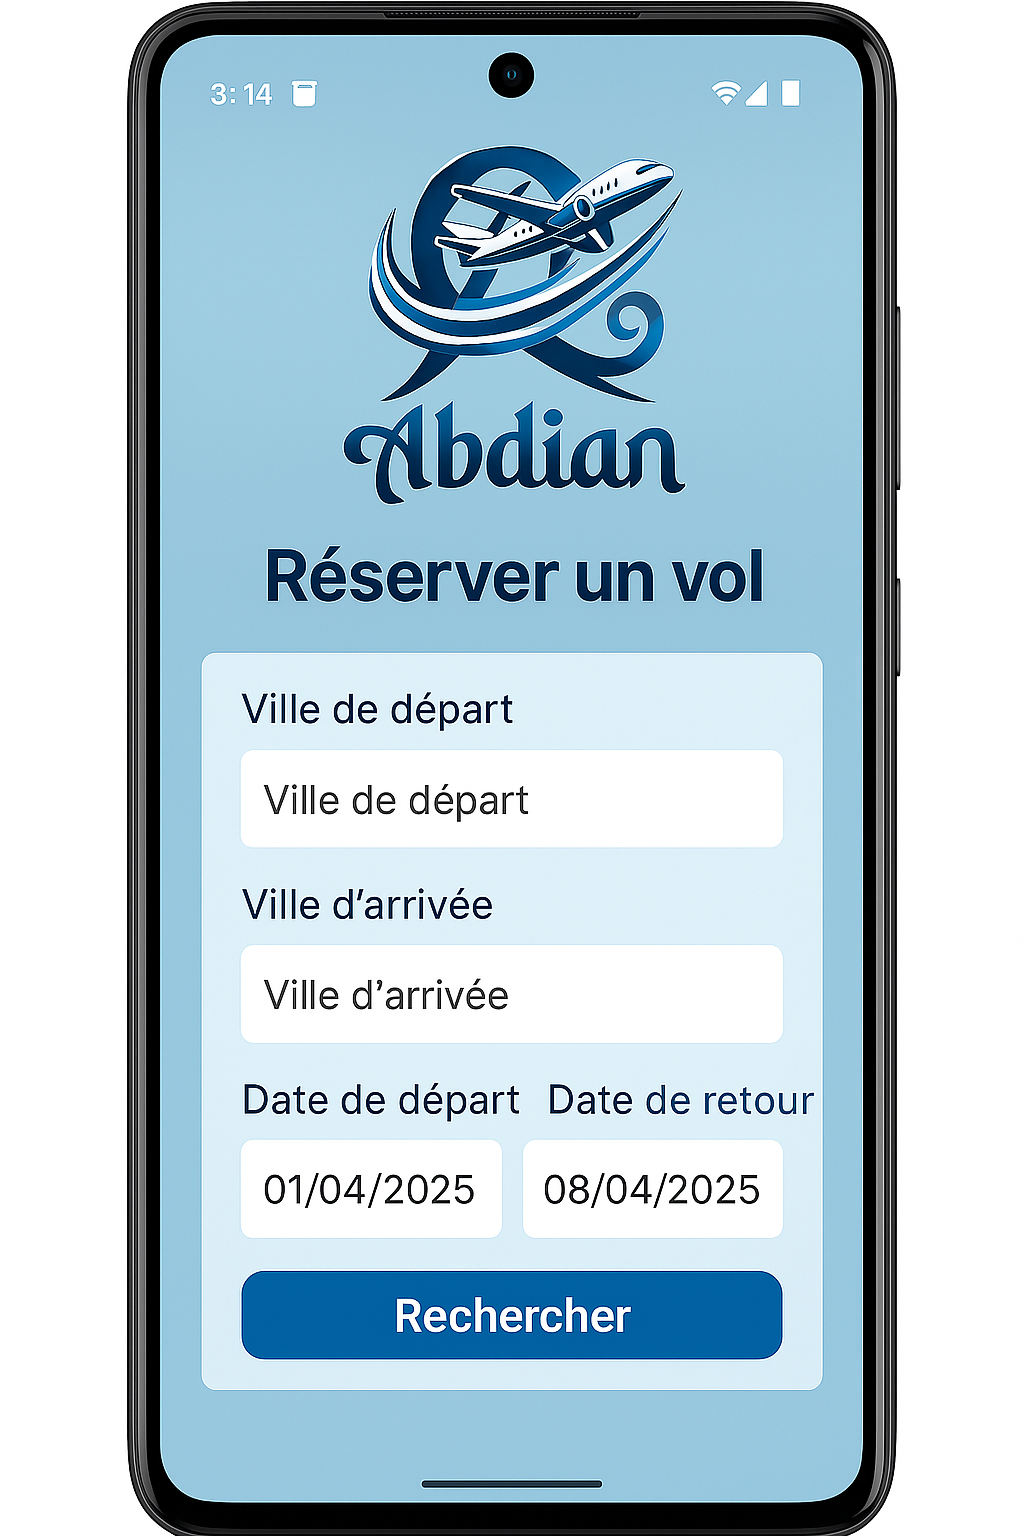 3:14
Abdian
Réserver un vol
Ville de départ
Ville de départ
Ville d’arrivée
Ville d’arrivée
Date de départ Date de retour
01/04/2025 08/04/2025
Rechercher